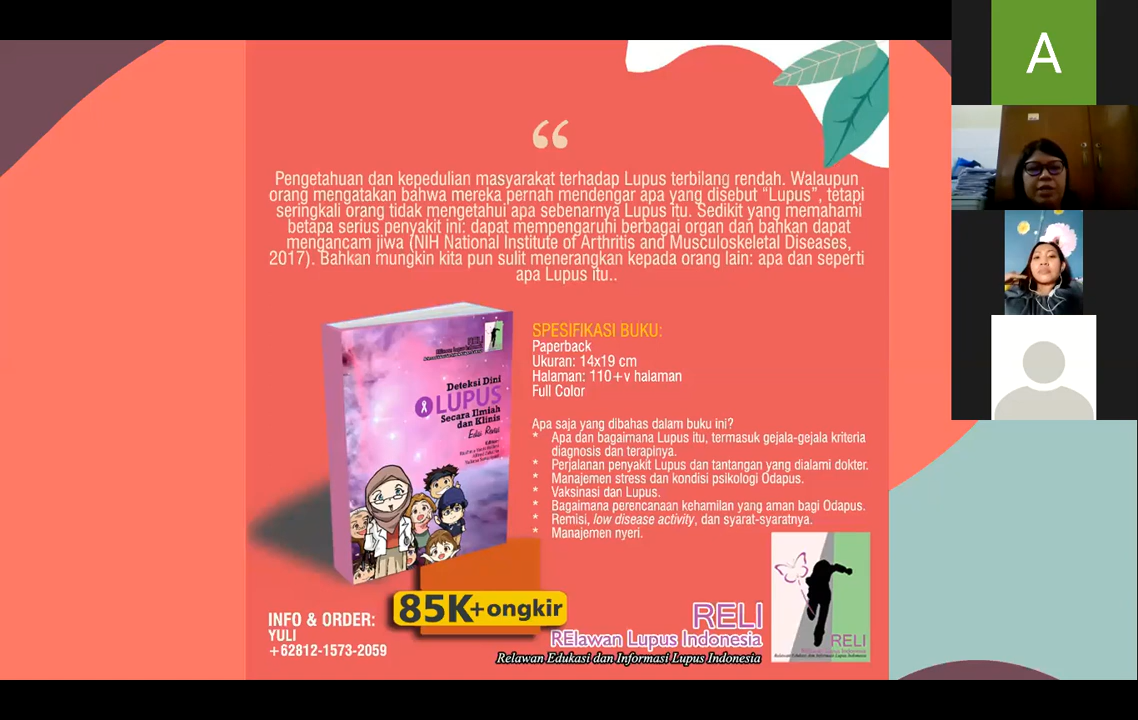 A
“
Pengetahuan dan kepedulian masyarakat terhadap Lupus terbilang rendah. Walaupun
orang mengatakan bahwa mereka pernah mendengar apa yang disebut “Lupus”, tetapi
seringkali orang tidak mengetahui apa sebenarnya Lupus itu. Sedikit yang memahami
betapa serius penyakit ini: dapat mempengaruhi berbagai organ dan bahkan dapat
mengancam jiwa (NIH National Institute of Arthritis and Musculoskeletal Diseases,
2017). Bahkan mungkin kita pun sulit menerangkan kepada orang lain: apa dan seperti
apa Lupus itu..
Deteksi Dini
LUPUS
Secara Ilmiah
dan Klinis
Edisi Revisi
SPESIFIKASI BUKU:
Paperback
Ukuran: 14x19 cm
Halaman: 110+v halaman
Full Color
Apa saja yang dibahas dalam buku ini?
* Apa dan bagaimana Lupus itu, termasuk gejala-gejala kriteria
diagnosis dan terapinya.
* Perjalanan penyakit Lupus dan tantangan yang dialami dokter.
* Manajemen stress dan kondisi psikologi Odapus.
* Vaksinasi dan Lupus.
* Bagaimana perencanaan kehamilan yang aman bagi Odapus.
* Remisi, low disease activity, dan syarat-syaratnya.
* Manajemen nyeri.
85K+ongkir
INFO & ORDER:
YULI
+62812-1573-2059
RELI
RElawan Lupus Indonesia
Relawan Edukasi dan Informasi Lupus Indonesia
RELI